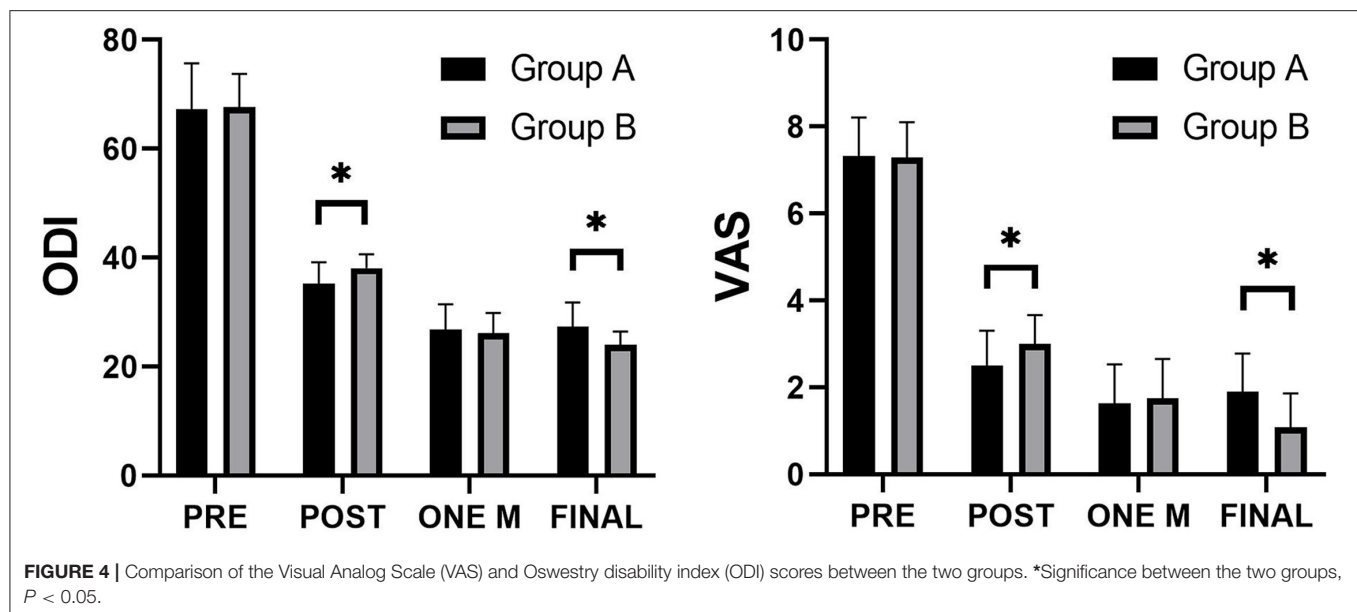 80
60
40
20
0
ODI
Group A
Group B
*
*
PRE POST ONE M FINAL
10
8
6
4
2
0
VAS
Group A
Group B
*
*
PRE POST ONE M FINAL
FIGURE 4 | Comparison of the Visual Analog Scale (VAS) and Oswestry disability index (ODI) scores between the two groups. *Significance between the two groups,
P < 0.05.